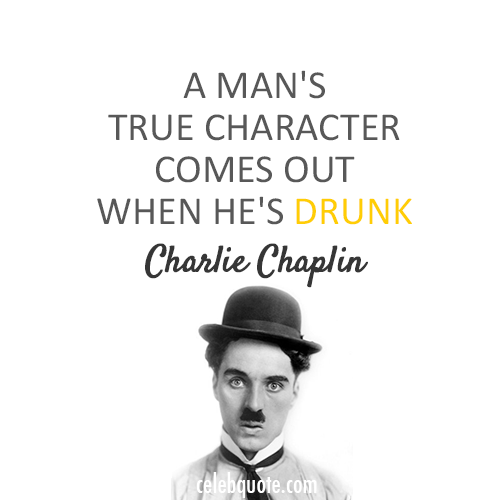 A MAN'S
TRUE CHARACTER
COMES OUT
WHEN HE'S DRUNK
Charlie Chaplin
celebquote.com